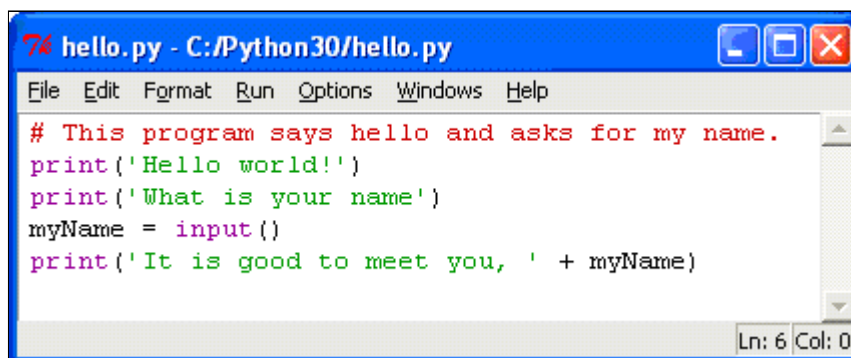 7% hello.py - C:/Python30/hello.py
File Edit Format Run Options Windows Help
# This program says hello and asks for my name.
print('Hello world!')
print('What is your name')
myName = input()
print('It is good to meet you, ' + myName)
Ln: 6 Col: 0